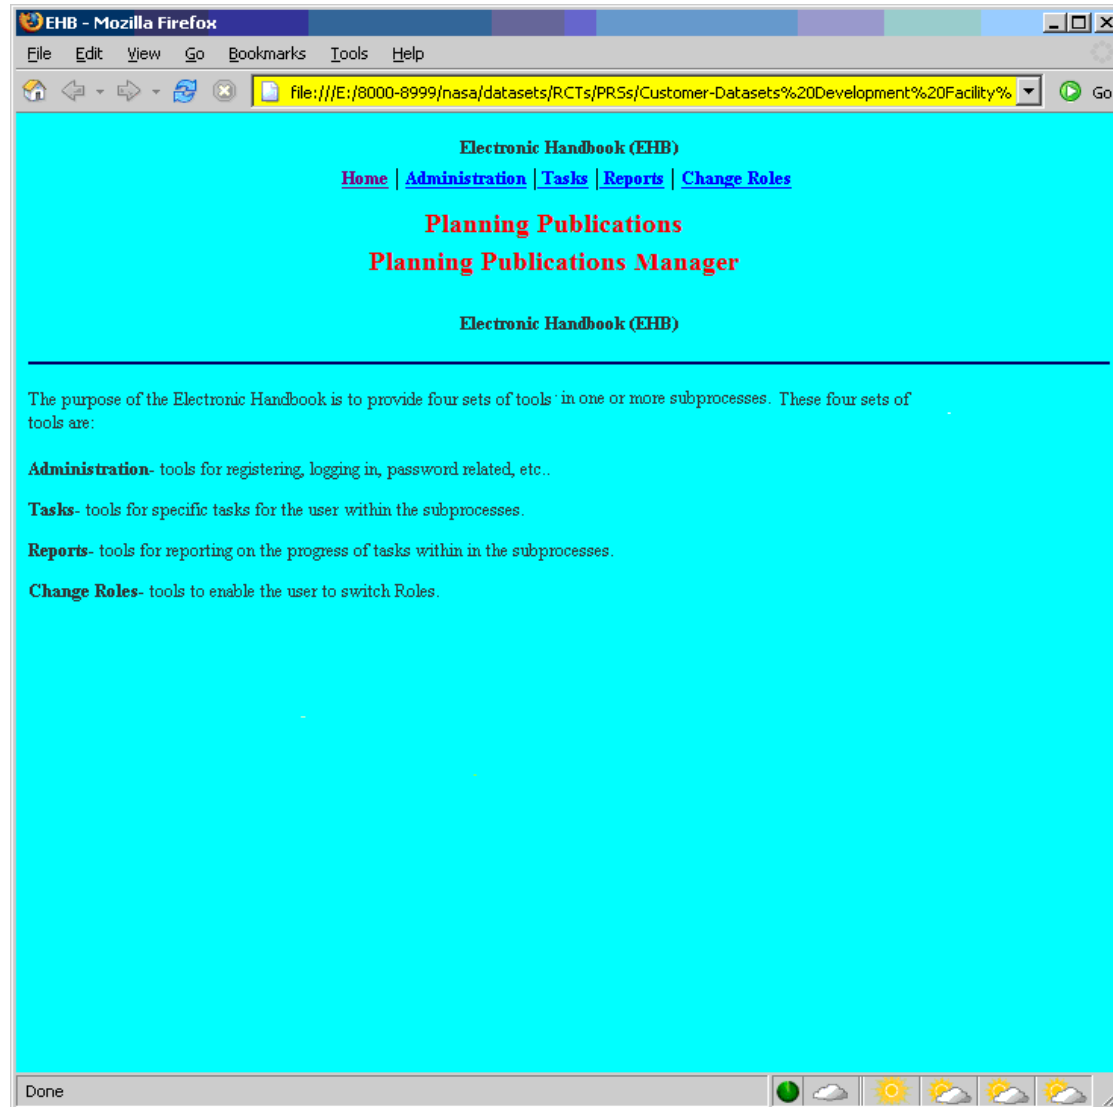 EHB - Mozilla Firefox
File Edit View Go Bookmarks Tools Help
file:///E:/8000-8999/nasa/datasets/RCTs/PRSs/Customer-Datasets%20Development%20Facility% Go
Electronic Handbook (EHB)
Home | Administration | Tasks | Reports | Change Roles
Planning Publications
Planning Publications Manager
Electronic Handbook (EHB)
The purpose of the Electronic Handbook is to provide four sets of tools in one or more subprocesses. These four sets of
tools are:
Administration- tools for registering, logging in, password related, etc..
Tasks- tools for specific tasks for the user within the subprocesses.
Reports- tools for reporting on the progress of tasks within in the subprocesses.
Change Roles- tools to enable the user to switch Roles.
Done